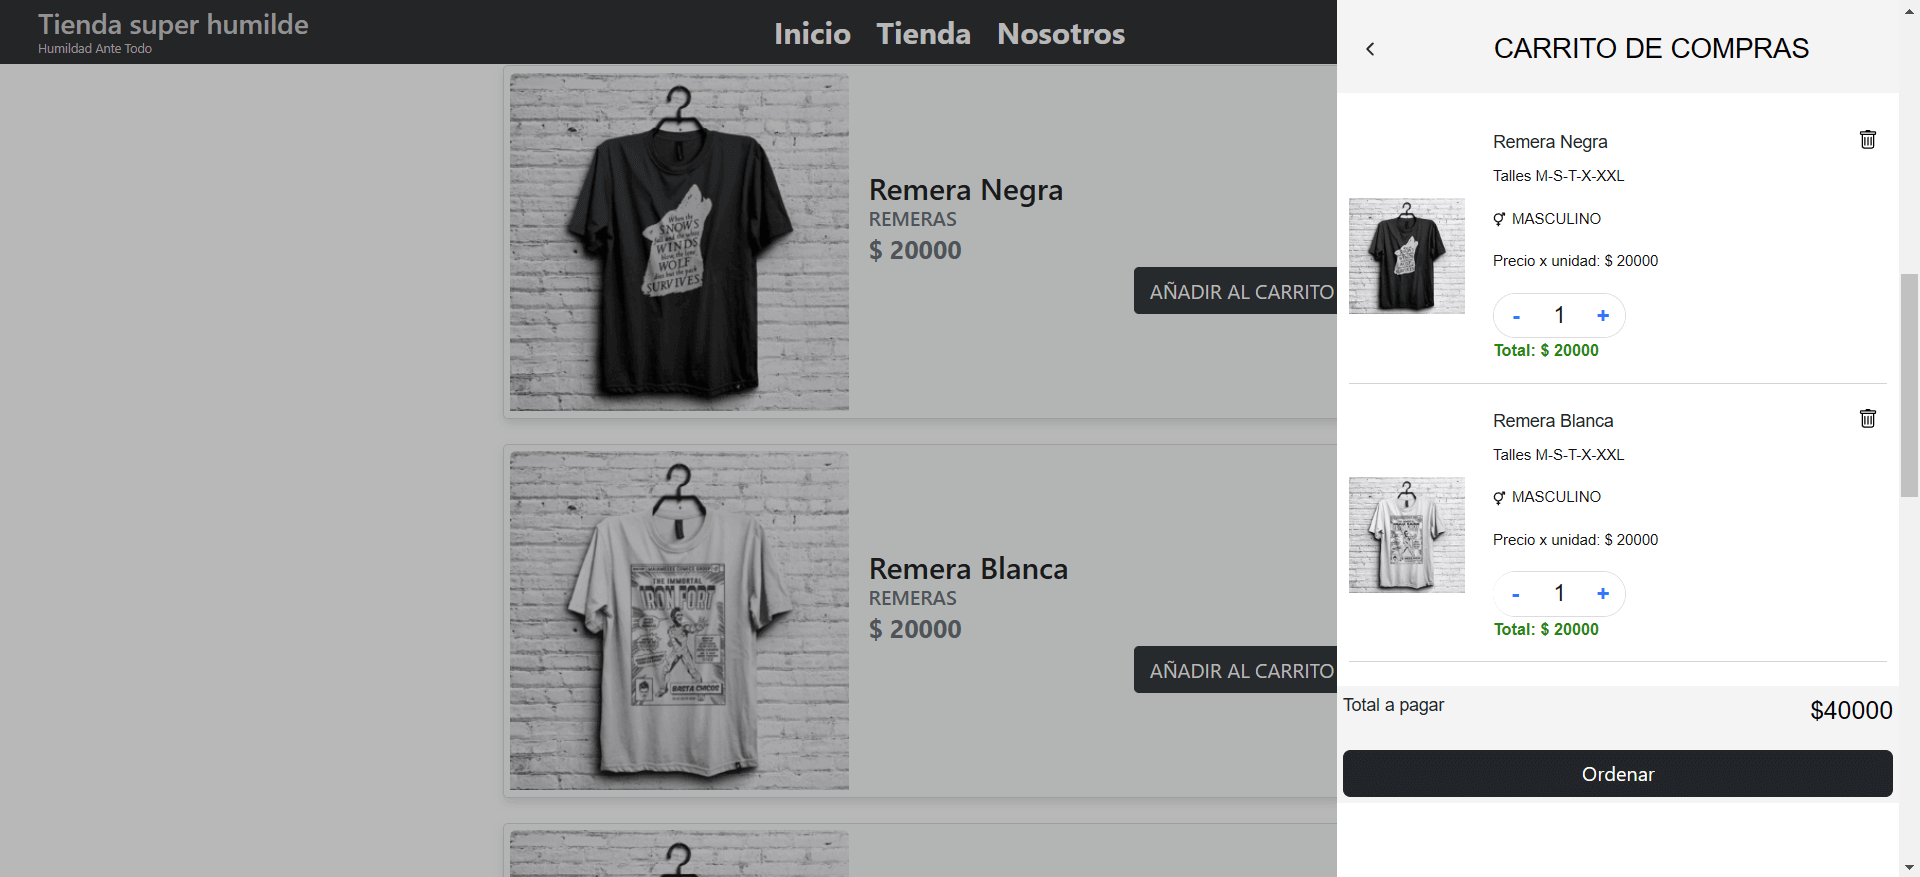 Tienda super humilde
Humildad Ante Todo
Inicio Tienda Nosotros
When the
SNOWS
fall and the white
WINDS
blow, the lone
WOLF
dies but the pack
SURVIVES
Remera Negra
REMERAS
$ 20000
AÑADIR AL CARRITO
THE IMMORTAL
IRON FORT
BASTA CHICOS
Remera Blanca
REMERAS
$ 20000
AÑADIR AL CARRITO
CARRITO DE COMPRAS
Remera Negra
Talles M-S-T-X-XXL
MASCULINO
Precio x unidad: $ 20000
- 1 +
Total: $ 20000
Remera Blanca
Talles M-S-T-X-XXL
MASCULINO
Precio x unidad: $ 20000
- 1 +
Total: $ 20000
Total a pagar
$40000
Ordenar